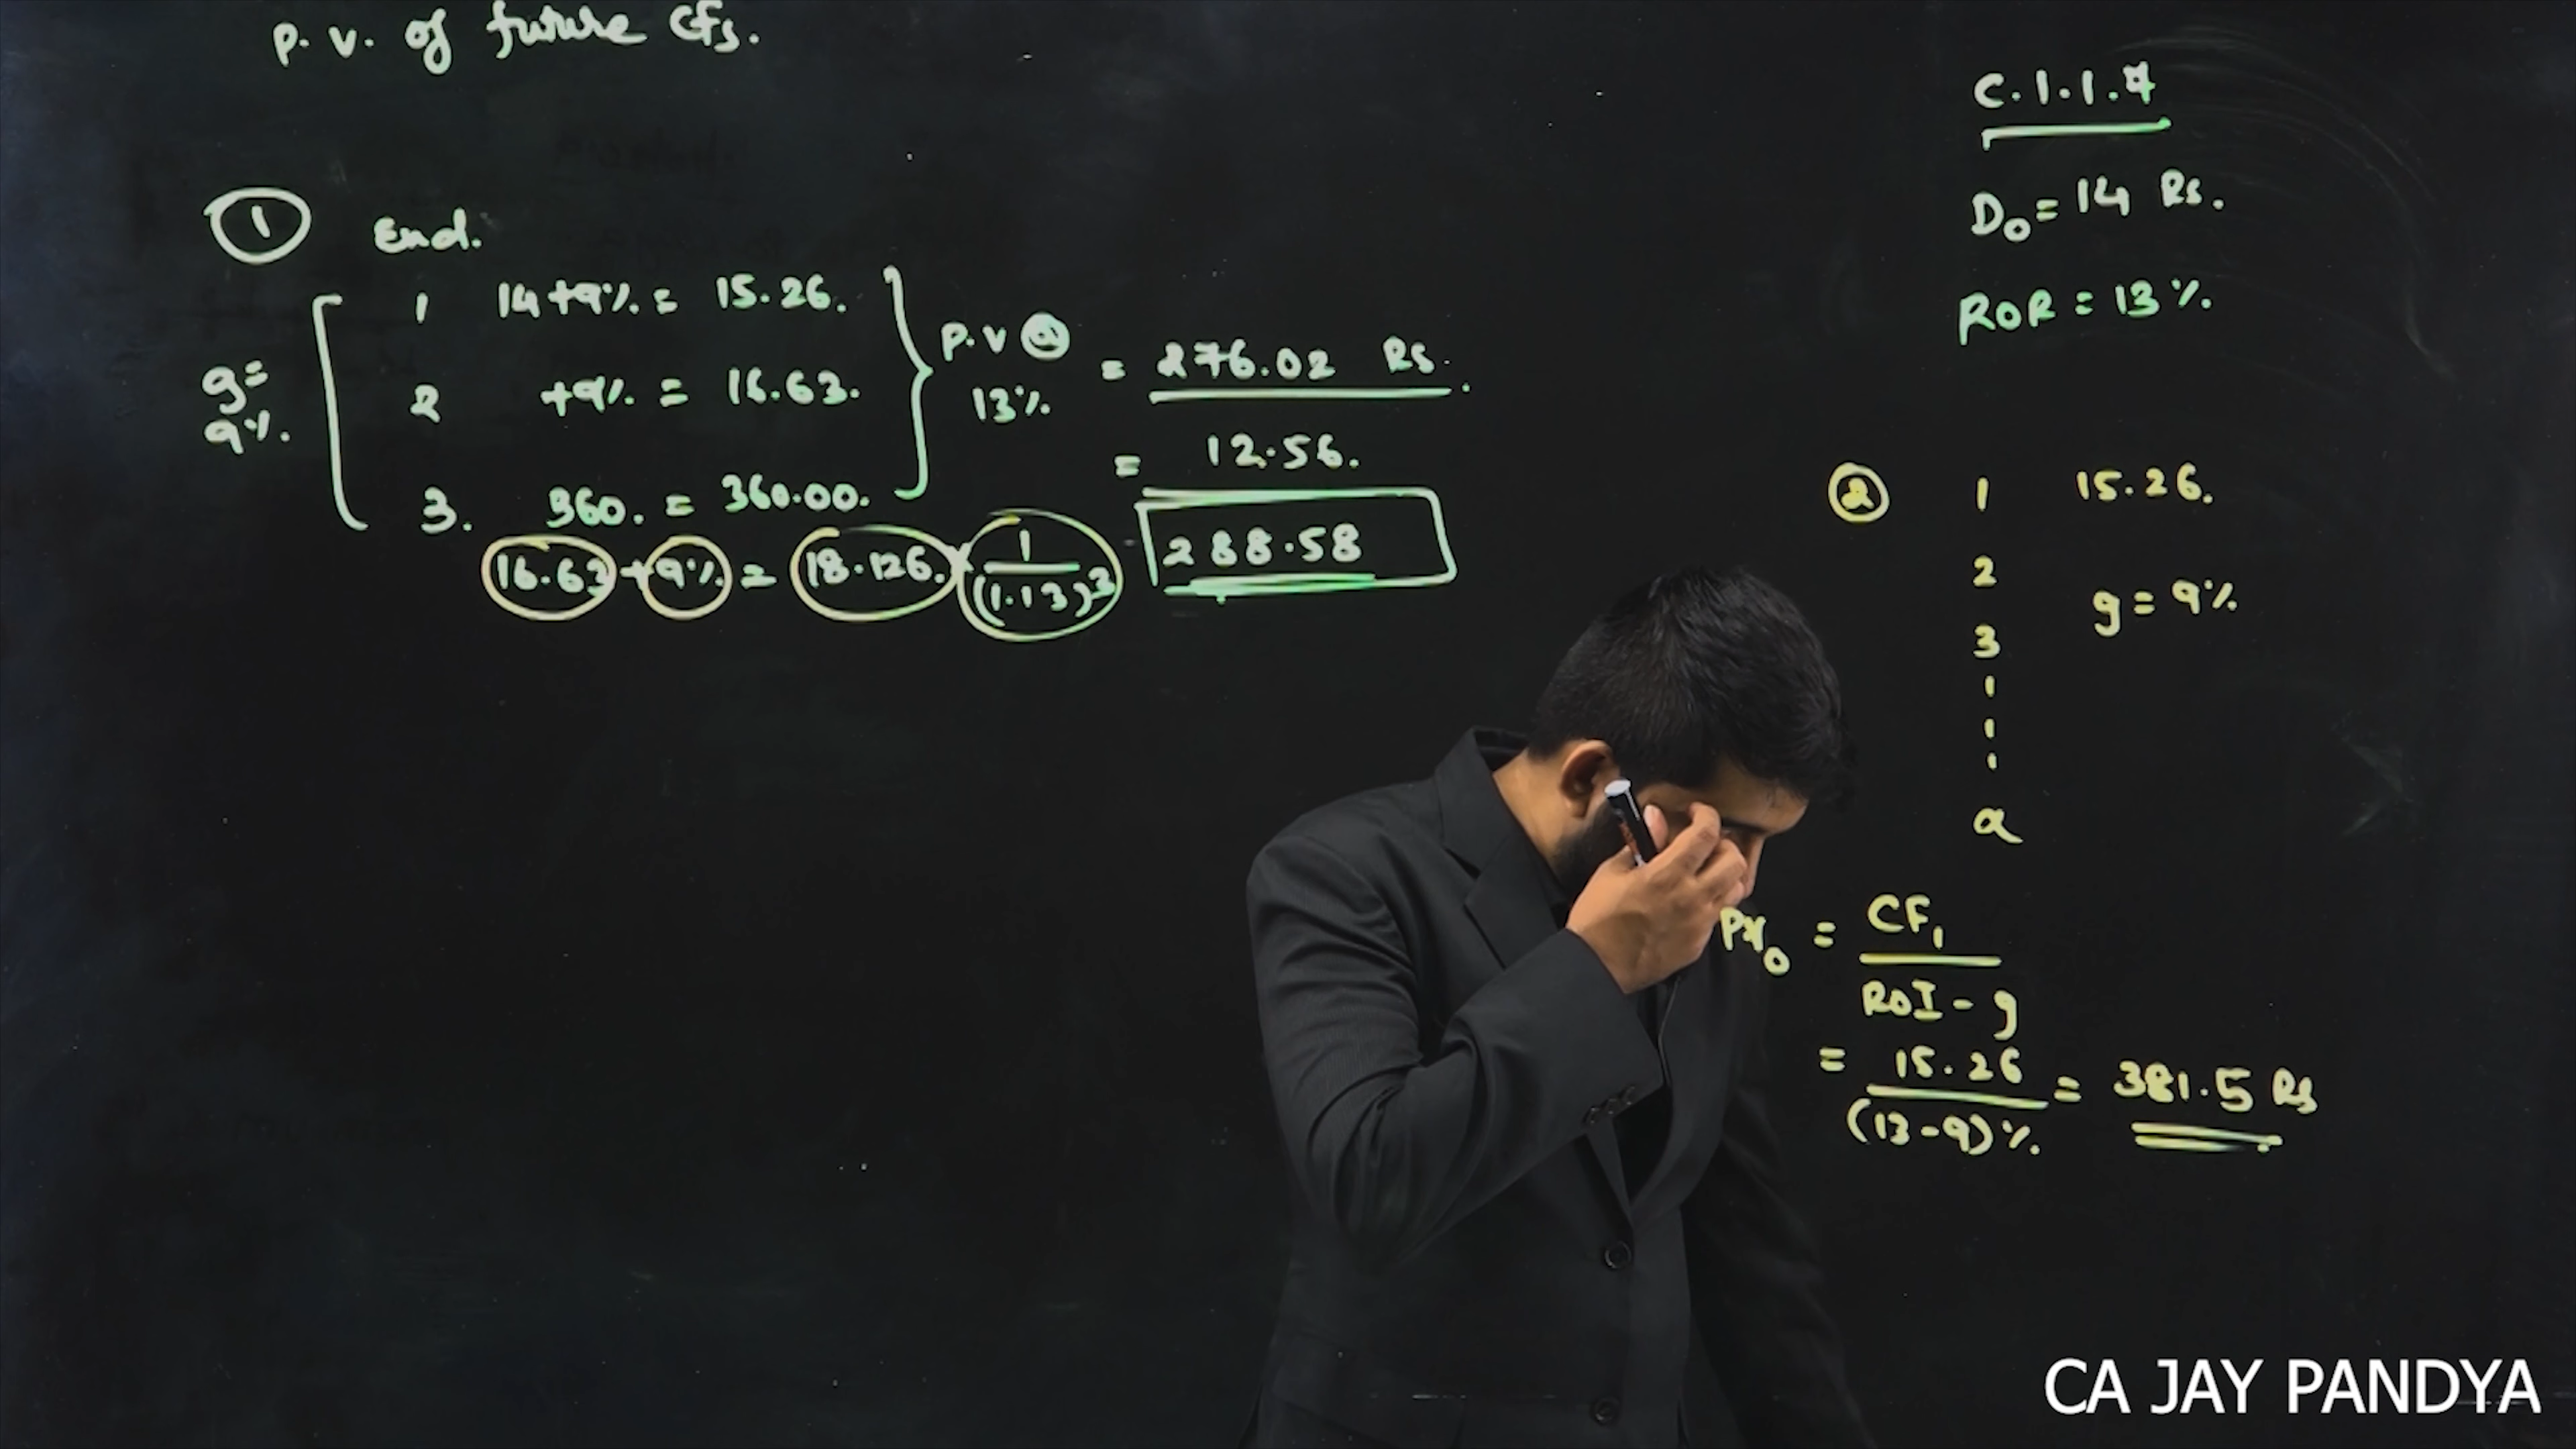 P. V. of future CFs.
① End.
g=
9%.
1 14+9%. = 15.26.
2 +9%. = 16.63.
3. 360. = 360.00.
16.63 + 9% = 18.126. × 1/(1.13)3
P.V @
13%.
= 276.02 Rs.
= 12.56.
288.58
C.1.1.7
D0 = 14 Rs.
ROR = 13%.
② 1 15.26.
2
g = 9%.
3
|
|
|
α
PV0 = CF1
ROI - g
= 15.26
(13-9)%.
= 381.5 Rs
CA JAY PANDYA